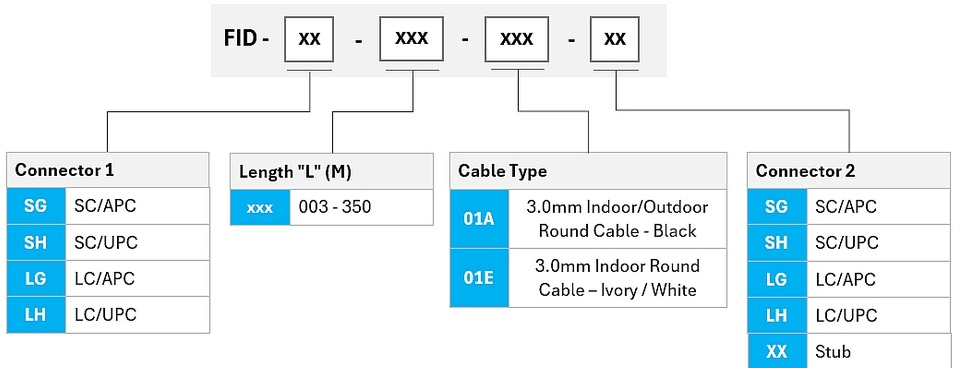 FID - XX - XXX - XXX - XX
Connector 1
SG SC/APC
SH SC/UPC
LG LC/APC
LH LC/UPC
Length "L" (M)
xxx 003 - 350
Cable Type
01A 3.0mm Indoor/Outdoor
Round Cable - Black
01E 3.0mm Indoor Round
Cable – Ivory / White
Connector 2
SG SC/APC
SH SC/UPC
LG LC/APC
LH LC/UPC
XX Stub